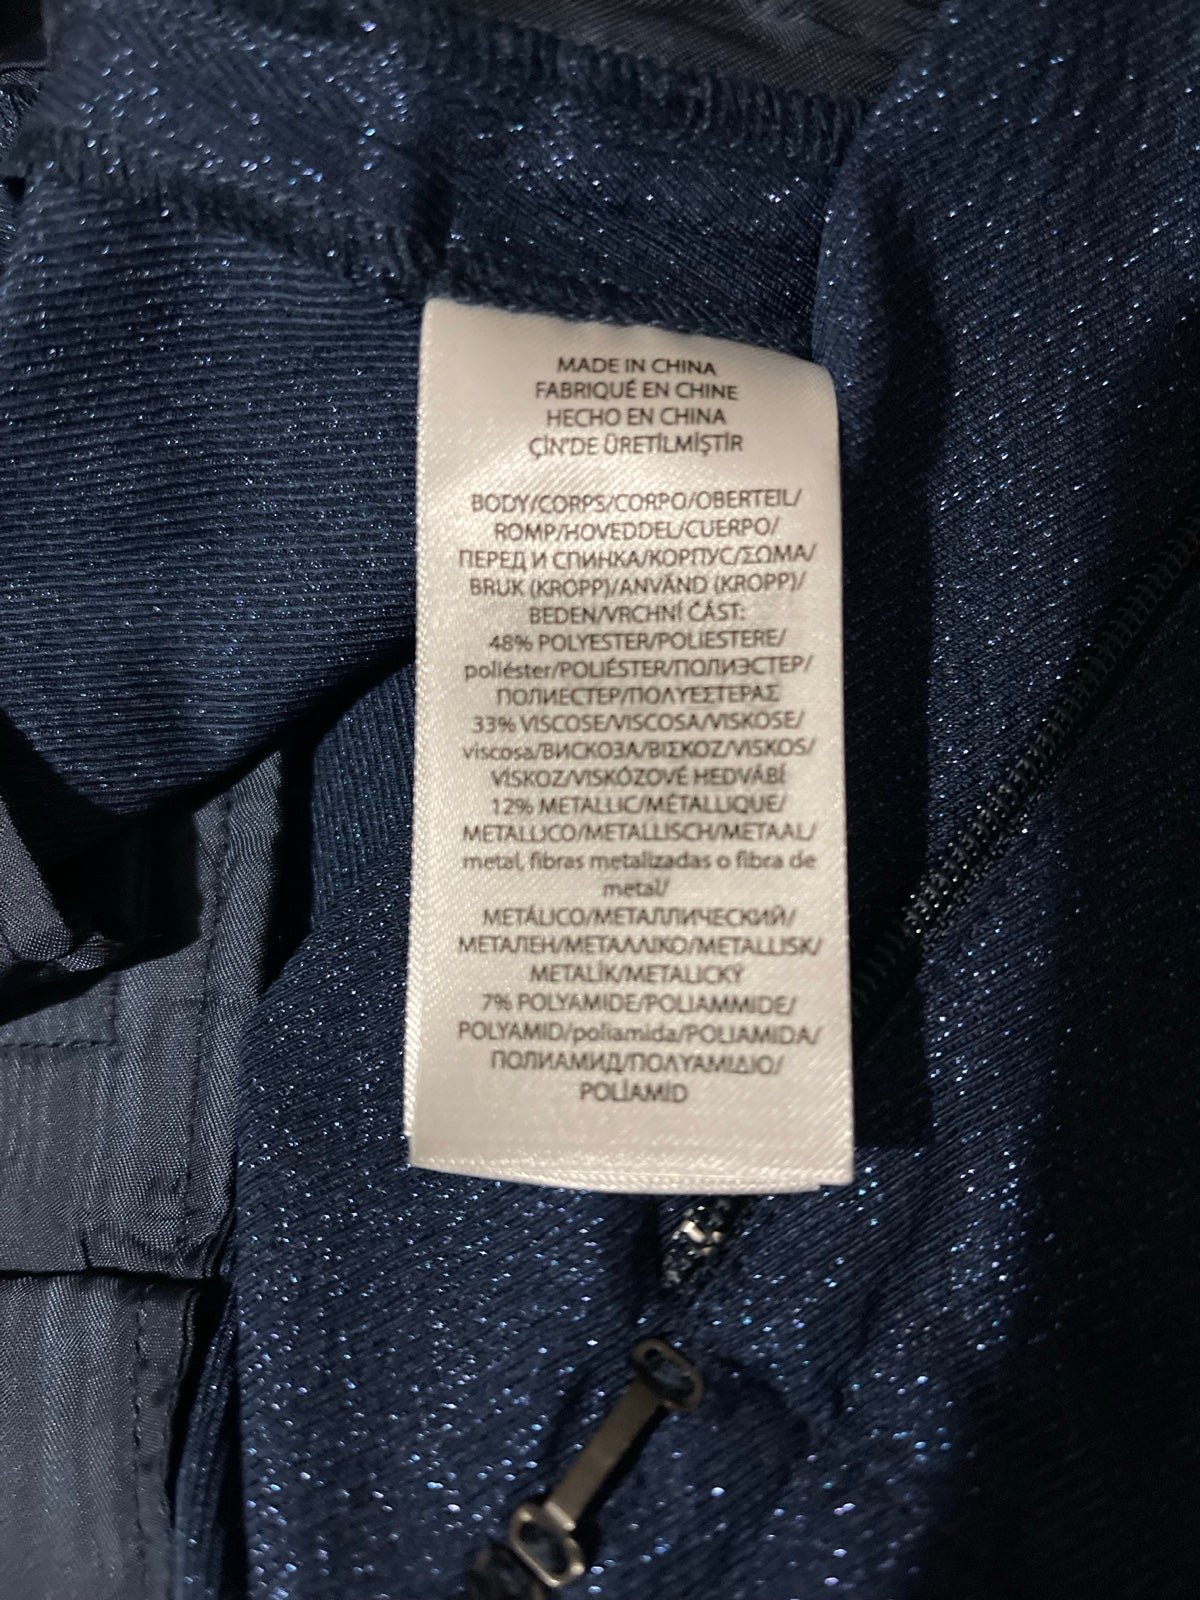 MADE IN CHINA
FABRIQUÉ EN CHINE
HECHO EN CHINA
ÇIN'DE ÜRETİLMİŞTİR
BODY/CORPS/CORPO/OBERTEIL/
ROMP/HOVEDDEL/CUERPO/
ПЕРЕД И СПИНКА/КОРПУС/ΣΩΜΑ/
BRUK (KROPP)/ANVÄND (KROPP)/
BEDEN/VRCHNÍ ČÁST:
48% POLYESTER/POLIESTERE/
poliéster/POLIÉSTER/ПОЛИЭСТЕР/
ПОЛИЕСТЕР/ΠΟΛΥΕΣΤΕΡΑΣ
33% VISCOSE/VISCOSA/VISKOSE/
viscosa/ВИСКОЗА/ΒΙΣΚΟΖ/VISKOS/
VİSKOZ/VISKÓZOVÉ HEDVÁBÍ
12% METALLIC/MÉTALLIQUE/
METALLICO/METALLISCH/METAAL/
metal, fibras metalizadas o fibra de
metal/
METÁLICO/МЕТАЛЛИЧЕСКИЙ/
МЕТАЛЕН/ΜΕΤΑΛΛΙΚΟ/METALLISK/
METALİK/METALICKÝ
7% POLYAMIDE/POLIAMMIDE/
POLYAMID/poliamida/POLIAMIDA/
ПОЛИАМИД/ΠΟΛΥΑΜΙΔΙΟ/
POLİAMİD